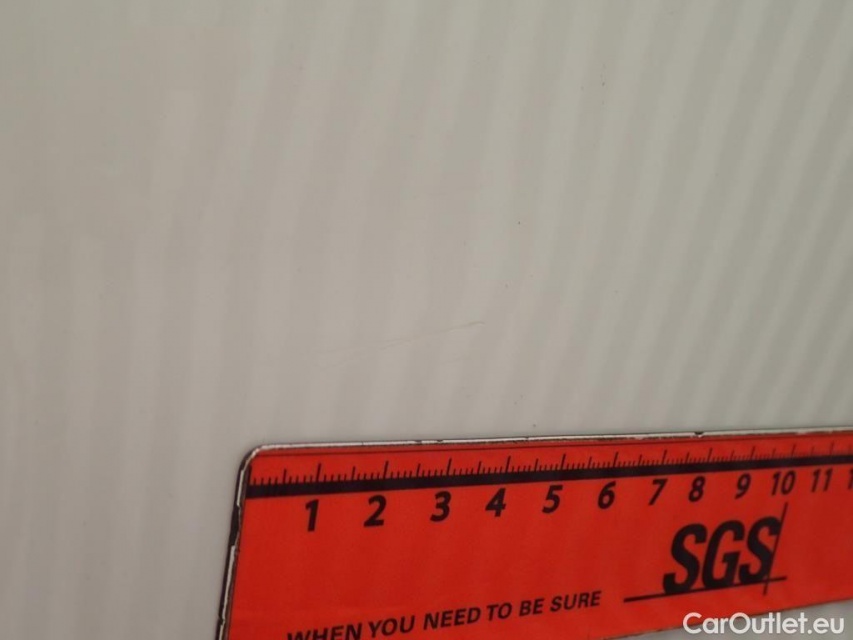 1 2 3 4 5 6 7 8 9 10 11
SGS
WHEN YOU NEED TO BE SURE
CarOutlet.eu